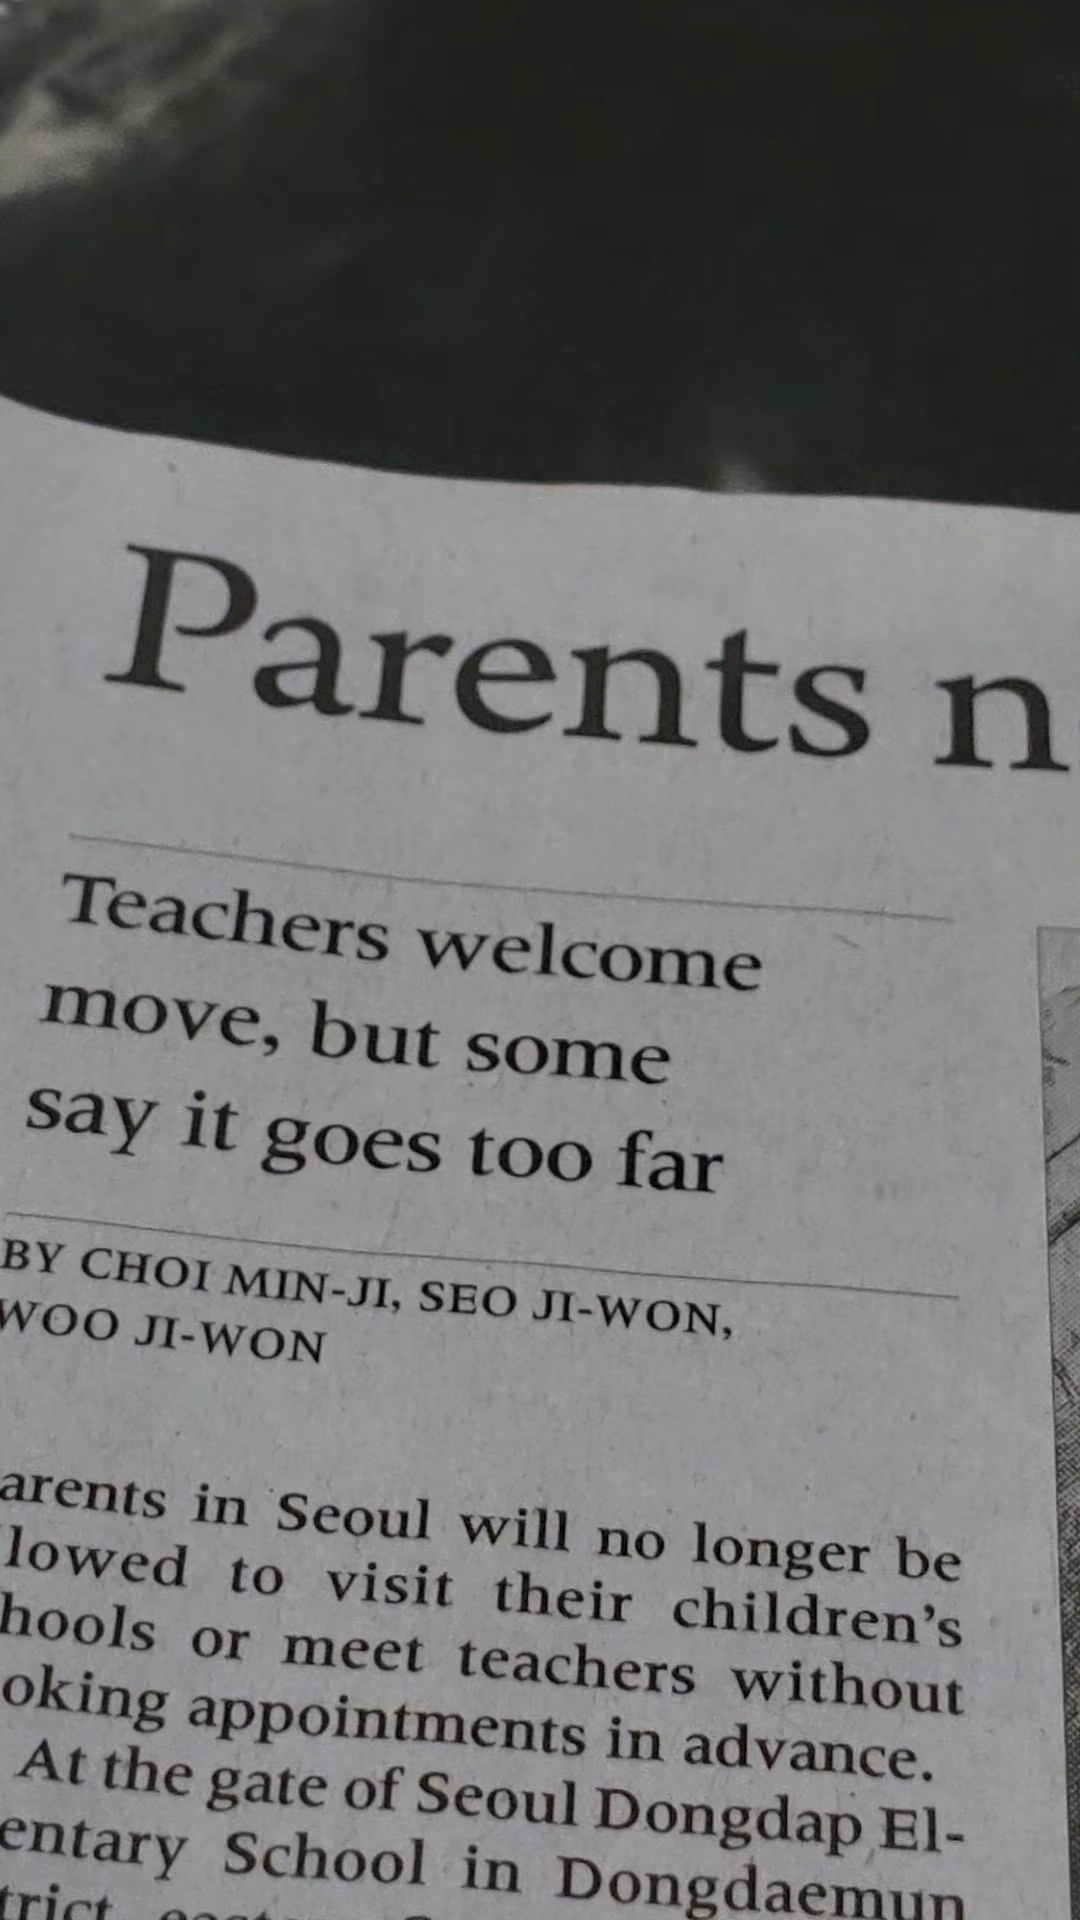 Parents n
Teachers welcome
move, but some
say it goes too far
BY CHOI MIN-JI, SEO JI-WON,
WOO JI-WON
arents in Seoul will no longer be
lowed to visit their children's
hools or meet teachers without
oking appointments in advance.
At the gate of Seoul Dongdap El-
entary School in Dongdaemun
trict